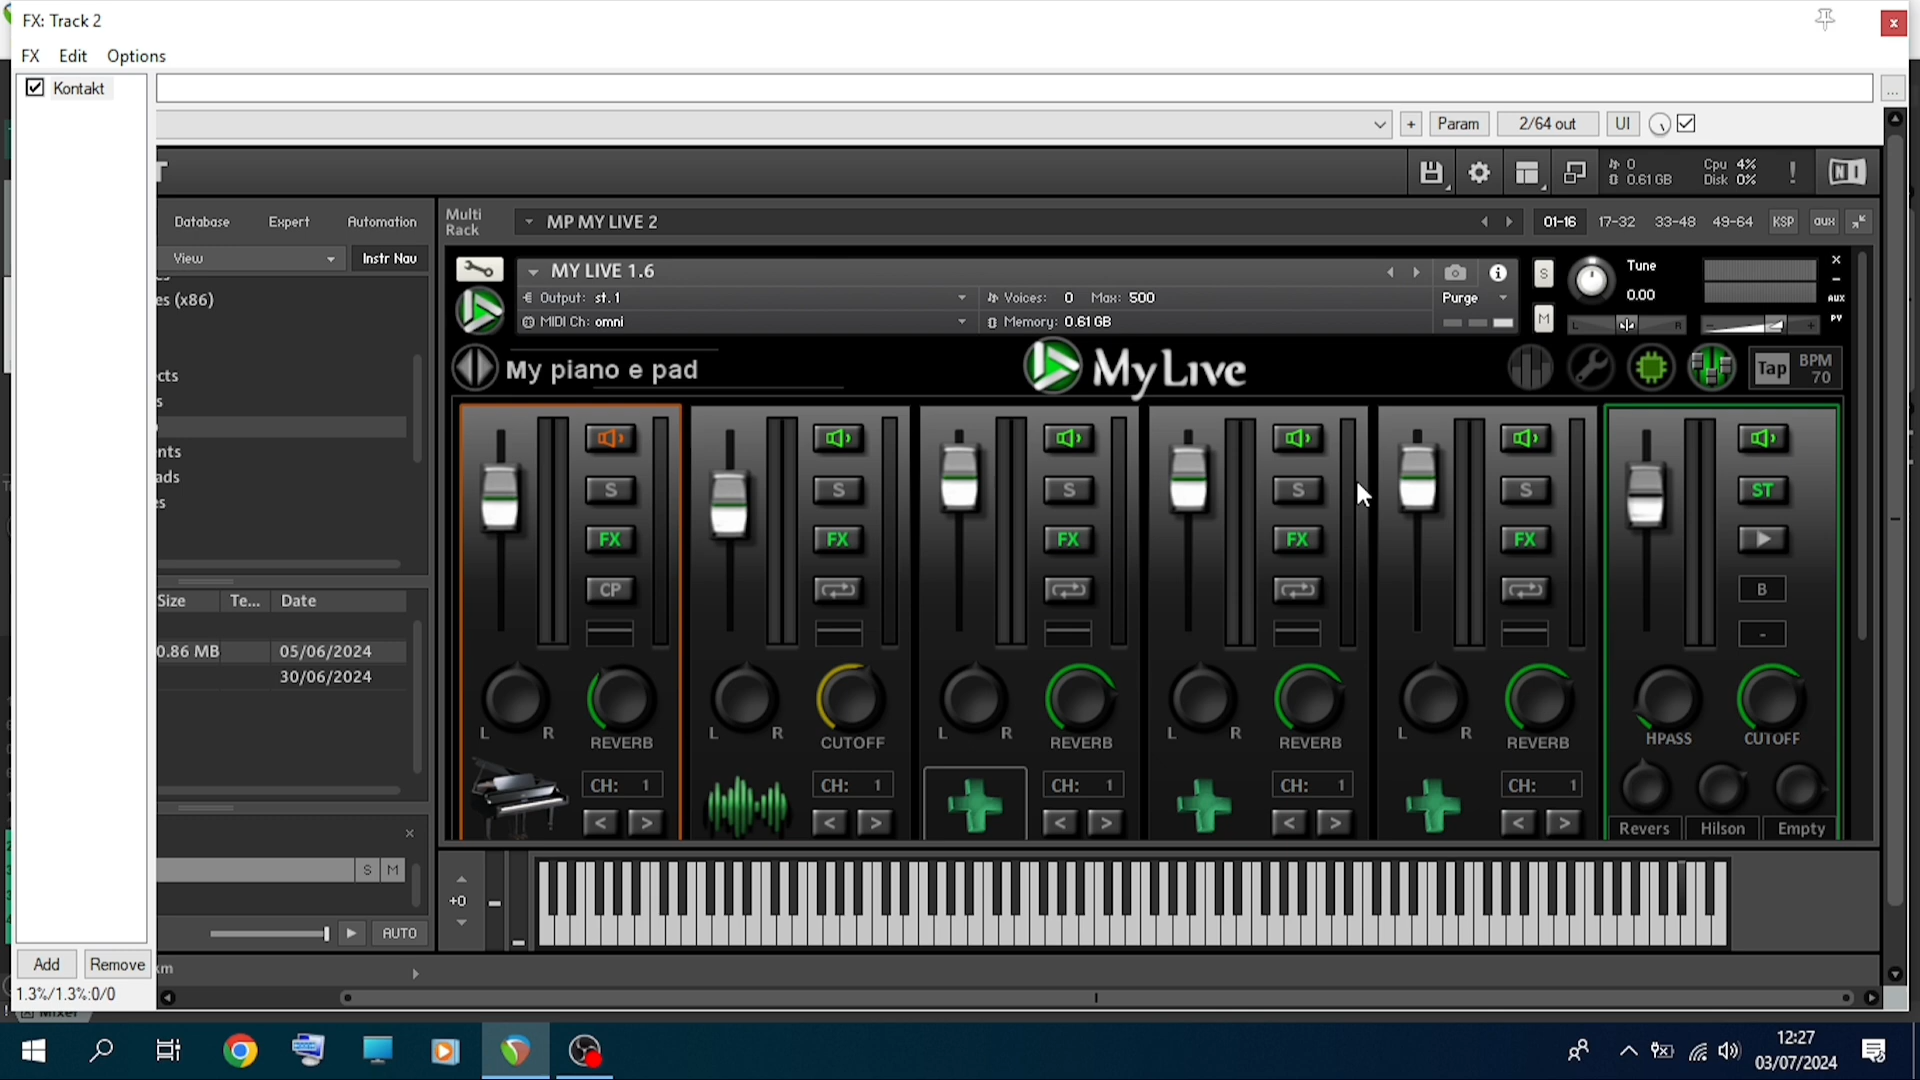 FX: Track 2
x
FX Edit Options
Kontakt
...
+ Param 2/64 out UI
0 Cpu 4% !
0.61 GB Disk 0%
NI
Database Expert Automation
Multi Rack
MP MY LIVE 2
01-16 17-32 33-48 49-64 KSP aux
View Instr Nav
es (x86)
MY LIVE 1.6
i S Tune
0.00
Output: st. 1 Voices: 0 Max: 500 Purge
MIDI Ch: omni Memory: 0.61 GB
M L R - +
x
-
AUX
PV
cts
nts
ads
es
My piano e pad My Live Tap BPM 70
S S S S S ST
FX FX FX FX FX
CP B
-
L R REVERB L R CUTOFF L R REVERB L R REVERB L R REVERB HPASS CUTOFF
CH: 1 CH: 1 CH: 1 CH: 1 CH: 1
< > < > < > < > < > Revers Hilson Empty
Size Te... Date
0.86 MB 05/06/2024
30/06/2024
x
S M
AUTO
+0
Add Remove
1.3%/1.3%:0/0
Mixer
12:27
03/07/2024